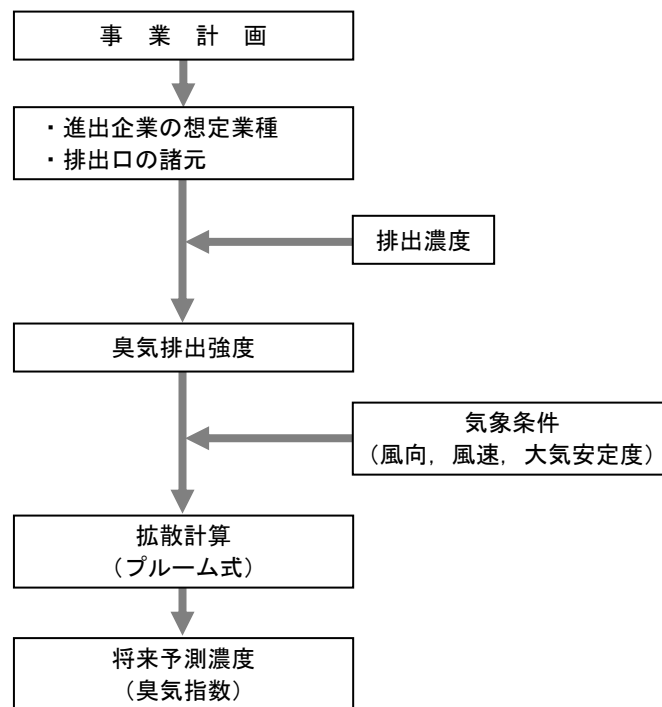 事 業 計 画
・進出企業の想定業種
・排出口の諸元
排出濃度
臭気排出強度
気象条件
（風向，風速，大気安定度）
拡散計算
（プルーム式）
将来予測濃度
（臭気指数）